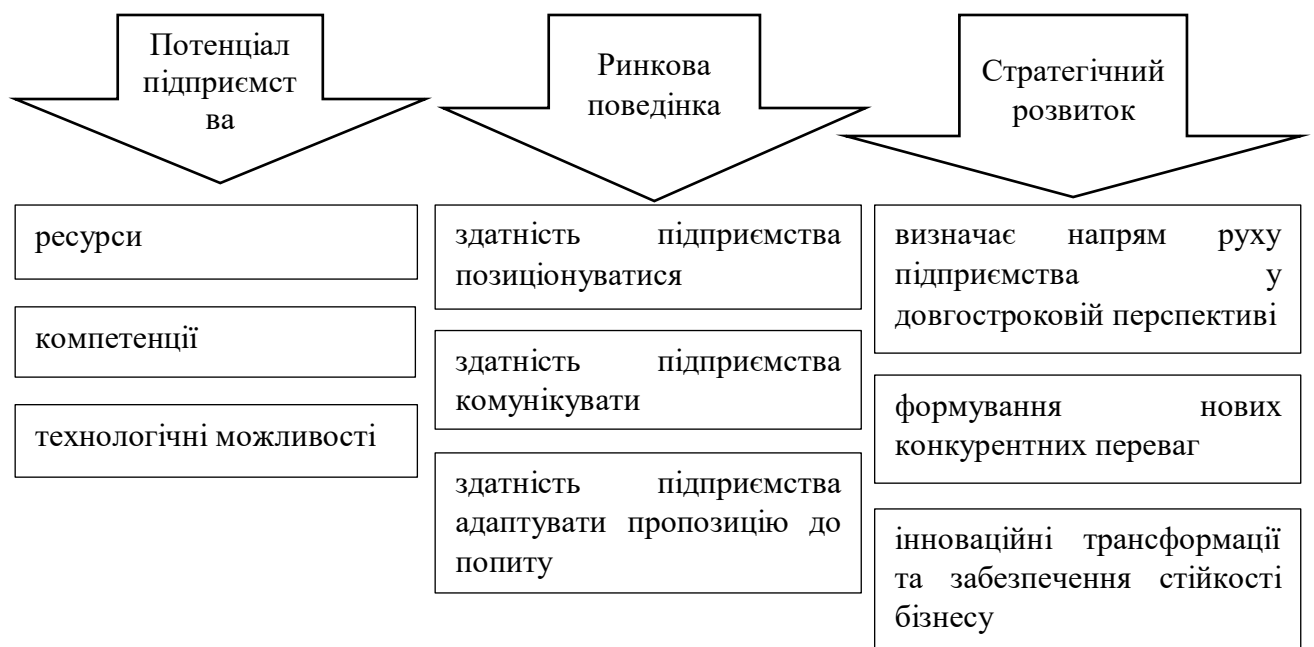 Потенціал
підприємст
ва
ресурси
компетенції
технологічні можливості
Ринкова
поведінка
здатність підприємства
позиціонуватися
здатність підприємства
комунікувати
здатність підприємства
адаптувати пропозицію до
попиту
Стратегічний
розвиток
визначає напрям руху
підприємства у
довгостроковій перспективі
формування нових
конкурентних переваг
інноваційні трансформації
та забезпечення стійкості
бізнесу